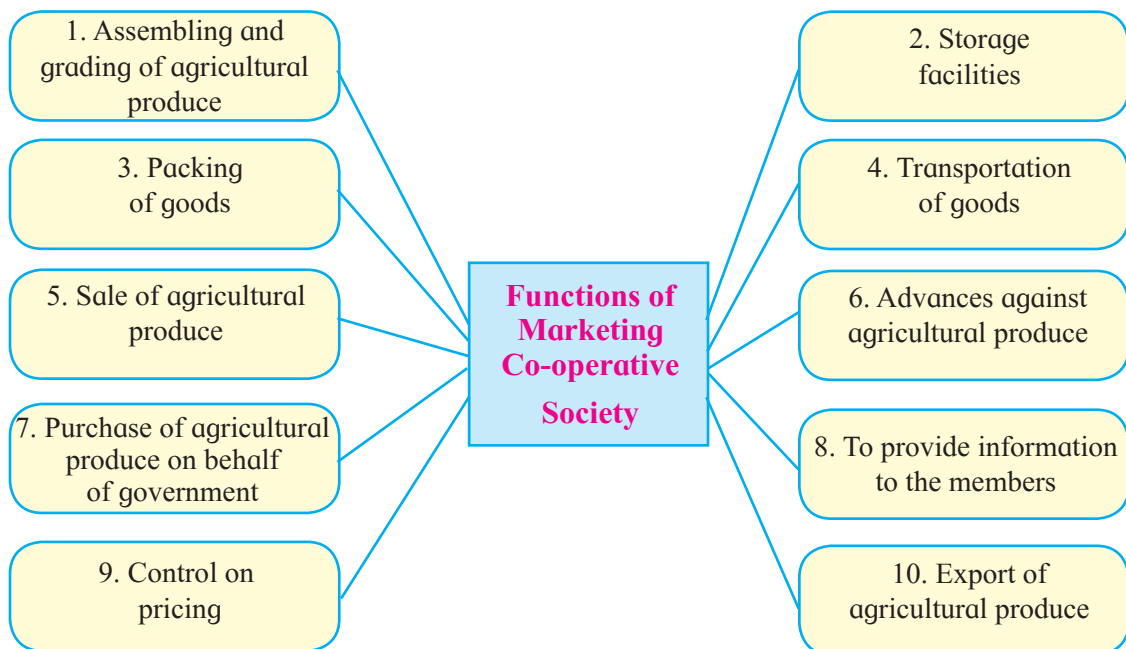 1. Assembling and
grading of agricultural
produce
2. Storage
facilities
3. Packing
of goods
4. Transportation
of goods
5. Sale of agricultural
produce
6. Advances against
agricultural produce
Functions of
Marketing
Co-operative
Society
7. Purchase of agricultural
produce on behalf
of government
8. To provide information
to the members
9. Control on
pricing
10. Export of
agricultural produce